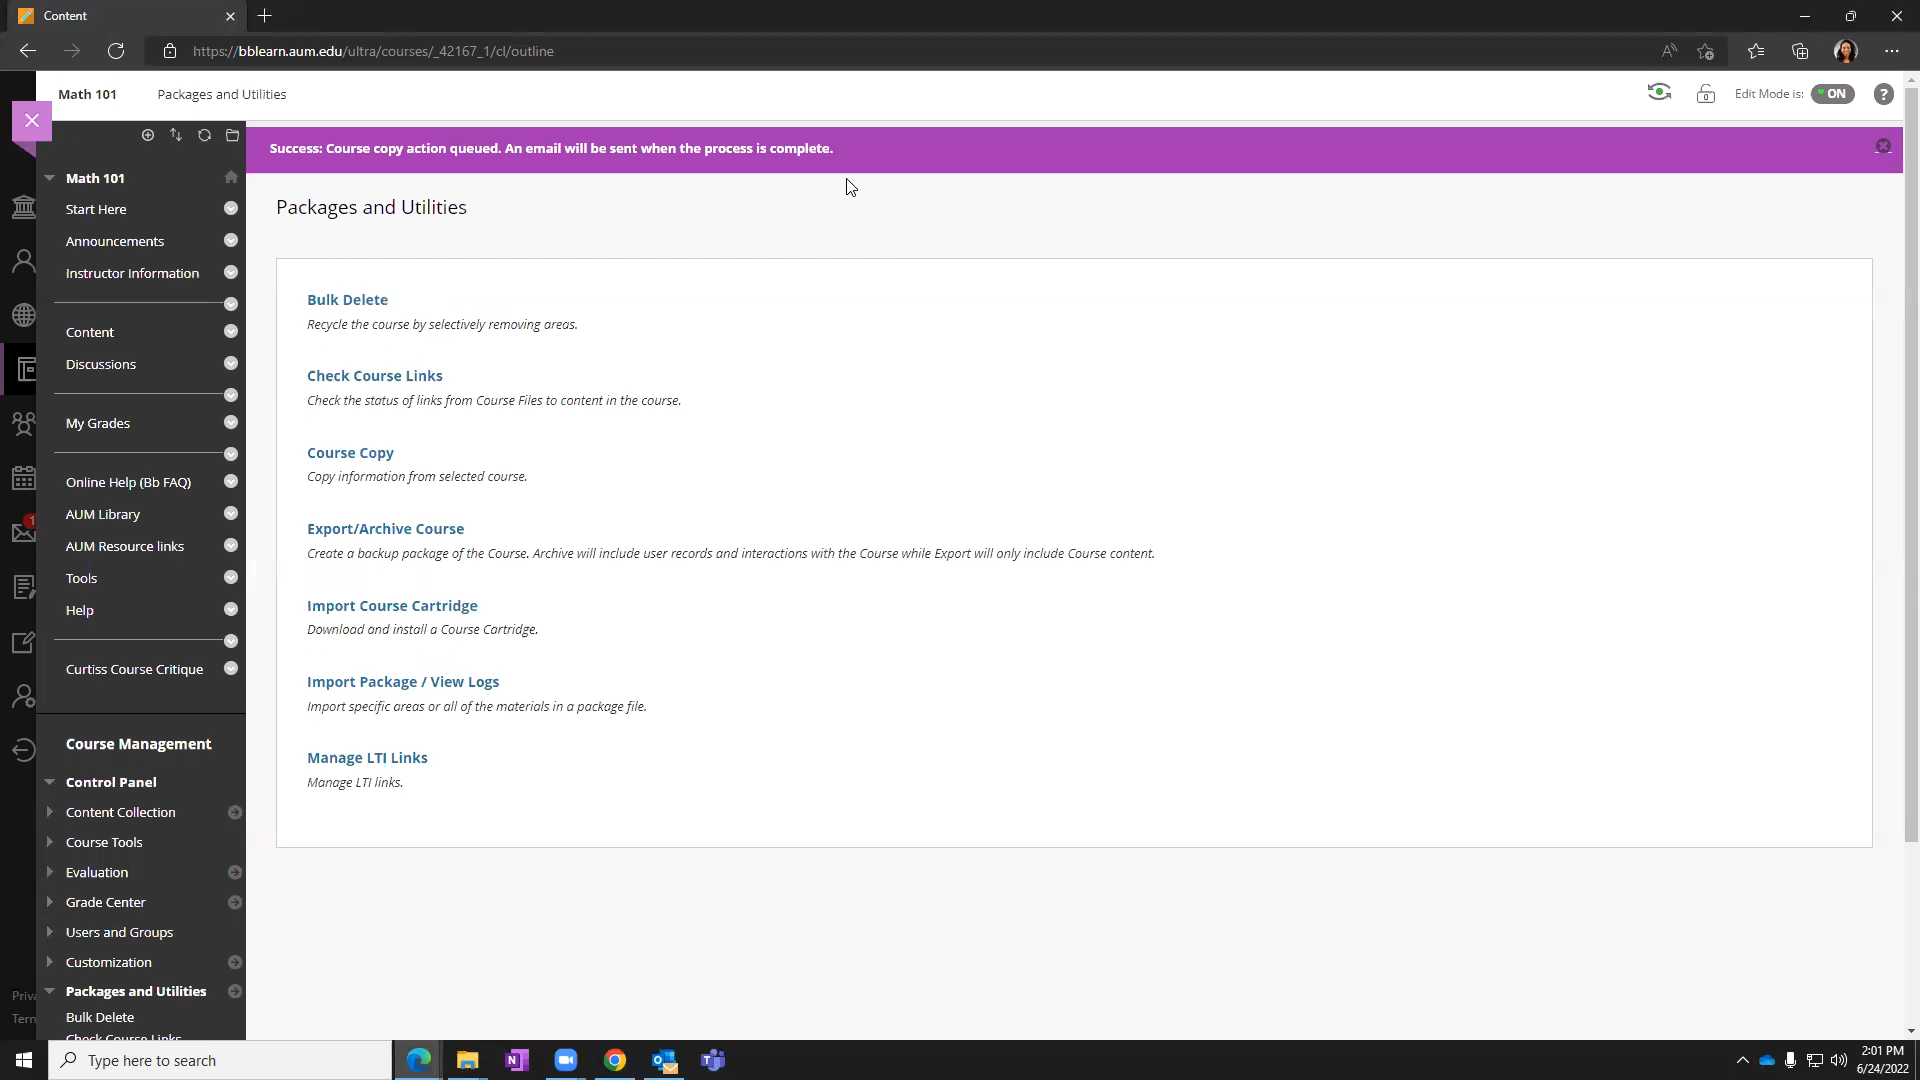 Content
https://bblearn.aum.edu/ultra/courses/_42167_1/cl/outline
Math 101
Packages and Utilities
Edit Mode is:
ON
?
Success: Course copy action queued. An email will be sent when the process is complete.
Math 101
Start Here
Announcements
Instructor Information
Content
Discussions
My Grades
Online Help (Bb FAQ)
AUM Library
AUM Resource links
Tools
Help
Curtiss Course Critique
Course Management
Control Panel
Content Collection
Course Tools
Evaluation
Grade Center
Users and Groups
Customization
Packages and Utilities
Bulk Delete
Check Course Links
1
Priva
Tern
Packages and Utilities
Bulk Delete
Recycle the course by selectively removing areas.
Check Course Links
Check the status of links from Course Files to content in the course.
Course Copy
Copy information from selected course.
Export/Archive Course
Create a backup package of the Course. Archive will include user records and interactions with the Course while Export will only include Course content.
Import Course Cartridge
Download and install a Course Cartridge.
Import Package / View Logs
Import specific areas or all of the materials in a package file.
Manage LTI Links
Manage LTI links.
Type here to search
2:01 PM
6/24/2022